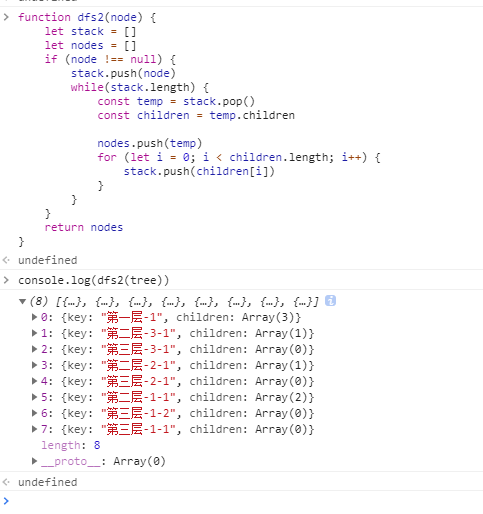 function dfs2(node) {
    let stack = []
    let nodes = []
    if (node !== null) {
        stack.push(node)
        while(stack.length) {
            const temp = stack.pop()
            const children = temp.children

            nodes.push(temp)
            for (let i = 0; i < children.length; i++) {
                stack.push(children[i])
            }
        }
    }
    return nodes
}
undefined
console.log(dfs2(tree))
(8) [{…}, {…}, {…}, {…}, {…}, {…}, {…}, {…}] i
0: {key: "第一层-1", children: Array(3)}
1: {key: "第二层-3-1", children: Array(1)}
2: {key: "第三层-3-1", children: Array(0)}
3: {key: "第二层-2-1", children: Array(1)}
4: {key: "第三层-2-1", children: Array(0)}
5: {key: "第二层-1-1", children: Array(2)}
6: {key: "第三层-1-2", children: Array(0)}
7: {key: "第三层-1-1", children: Array(0)}
length: 8
__proto__: Array(0)
undefined